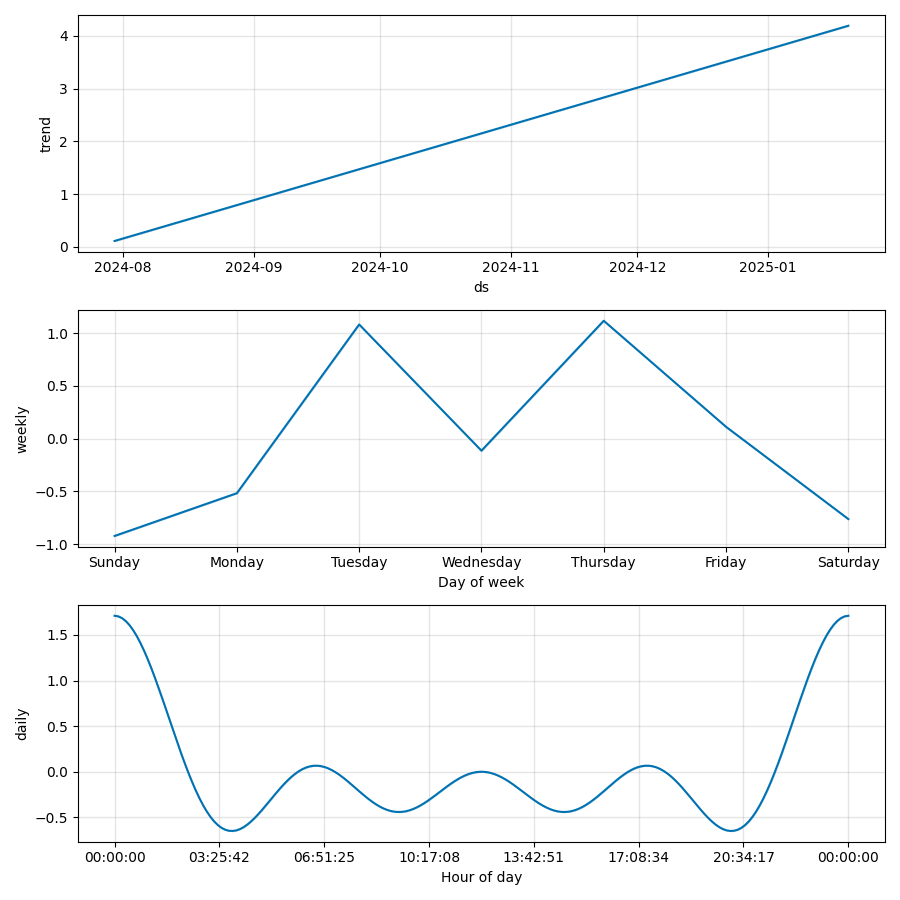 4
3
2
1
0
trend
2024-08 2024-09 2024-10 2024-11 2024-12 2025-01
ds
1.0
0.5
0.0
−0.5
−1.0
weekly
Sunday Monday Tuesday Wednesday Thursday Friday Saturday
Day of week
1.5
1.0
0.5
0.0
−0.5
daily
00:00:00 03:25:42 06:51:25 10:17:08 13:42:51 17:08:34 20:34:17 00:00:00
Hour of day